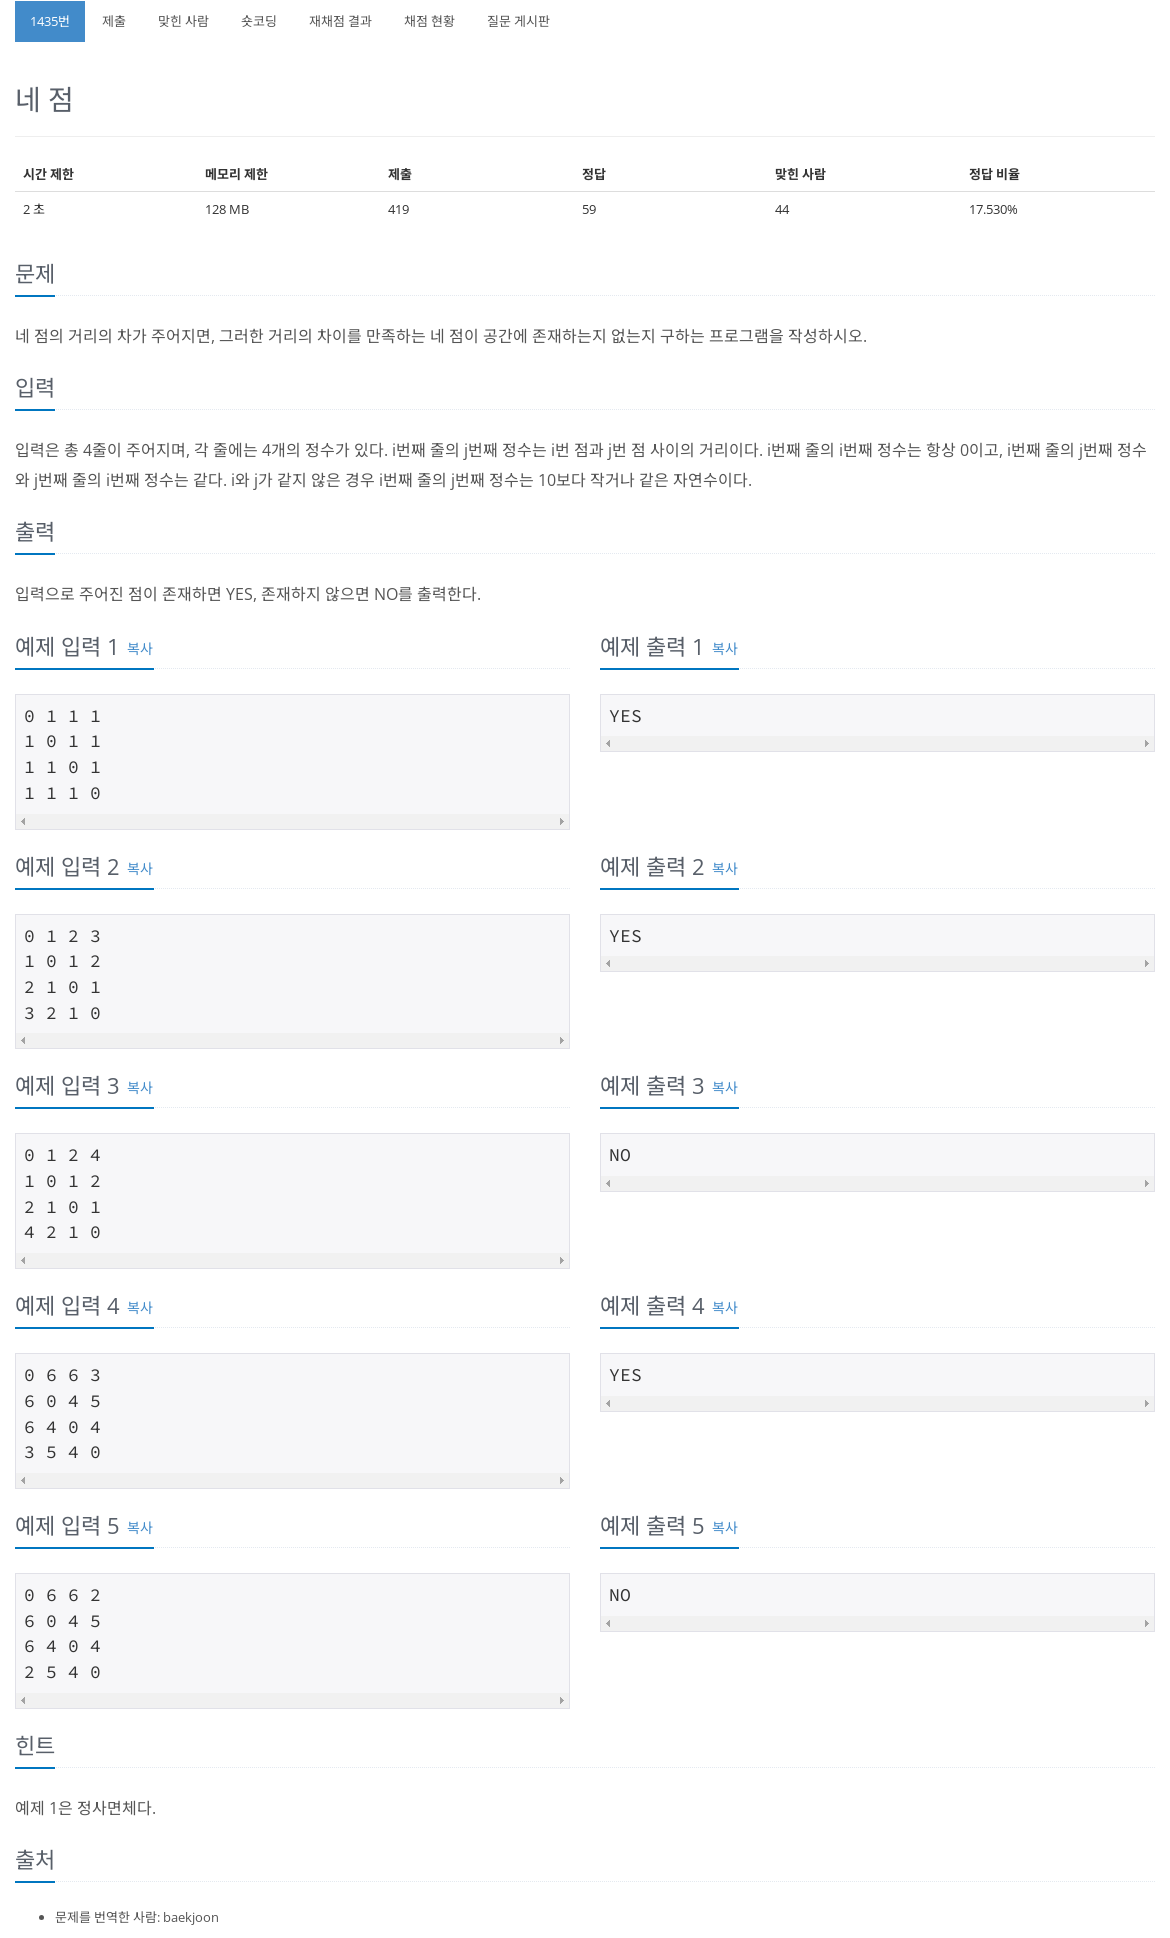 1435번 제출 맞힌 사람 숏코딩 재채점 결과 채점 현황 질문 게시판
네 점
시간 제한 메모리 제한 제출 정답 맞힌 사람 정답 비율
2 초 128 MB 419 59 44 17.530%
문제
네 점의 거리의 차가 주어지면, 그러한 거리의 차이를 만족하는 네 점이 공간에 존재하는지 없는지 구하는 프로그램을 작성하시오.
입력
입력은 총 4줄이 주어지며, 각 줄에는 4개의 정수가 있다. i번째 줄의 j번째 정수는 i번 점과 j번 점 사이의 거리이다. i번째 줄의 i번째 정수는 항상 0이고, i번째 줄의 j번째 정수
와 j번째 줄의 i번째 정수는 같다. i와 j가 같지 않은 경우 i번째 줄의 j번째 정수는 10보다 작거나 같은 자연수이다.
출력
입력으로 주어진 점이 존재하면 YES, 존재하지 않으면 NO를 출력한다.
예제 입력 1 복사
0 1 1 1
1 0 1 1
1 1 0 1
1 1 1 0
예제 출력 1 복사
YES
예제 입력 2 복사
0 1 2 3
1 0 1 2
2 1 0 1
3 2 1 0
예제 출력 2 복사
YES
예제 입력 3 복사
0 1 2 4
1 0 1 2
2 1 0 1
4 2 1 0
예제 출력 3 복사
NO
예제 입력 4 복사
0 6 6 3
6 0 4 5
6 4 0 4
3 5 4 0
예제 출력 4 복사
YES
예제 입력 5 복사
0 6 6 2
6 0 4 5
6 4 0 4
2 5 4 0
예제 출력 5 복사
NO
힌트
예제 1은 정사면체다.
출처
문제를 번역한 사람: baekjoon